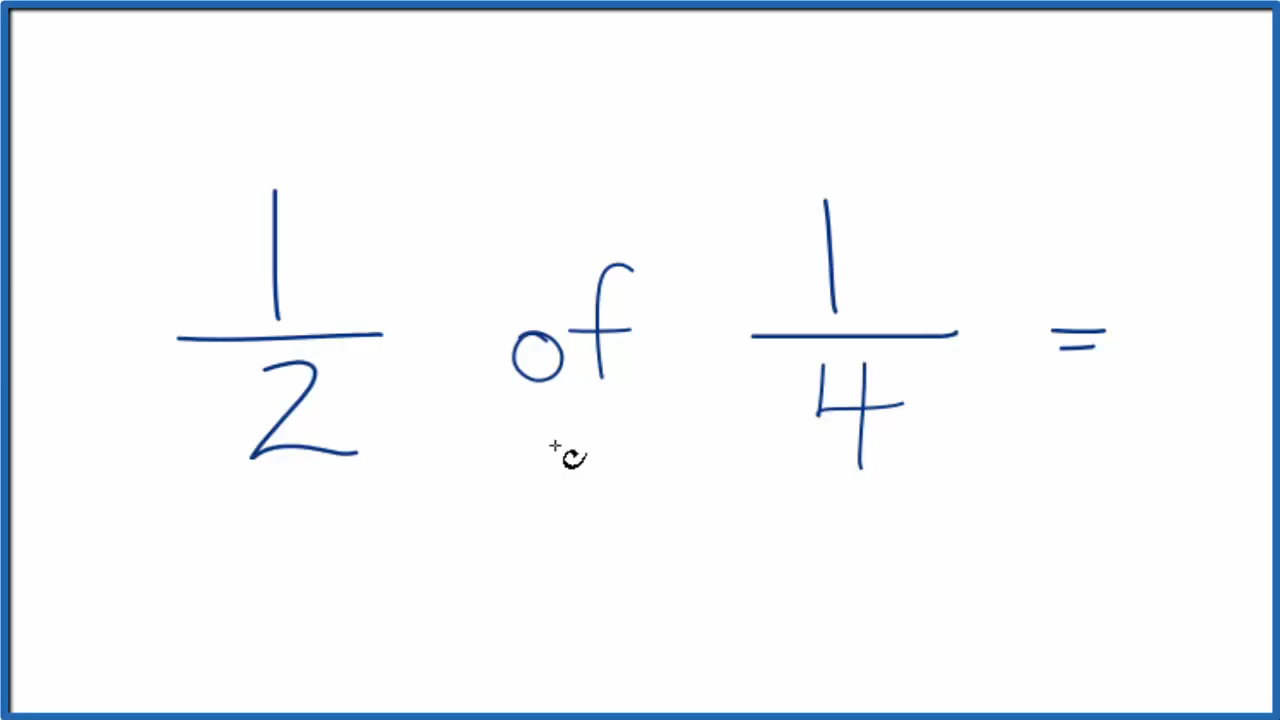 1/2 of 1/4 =